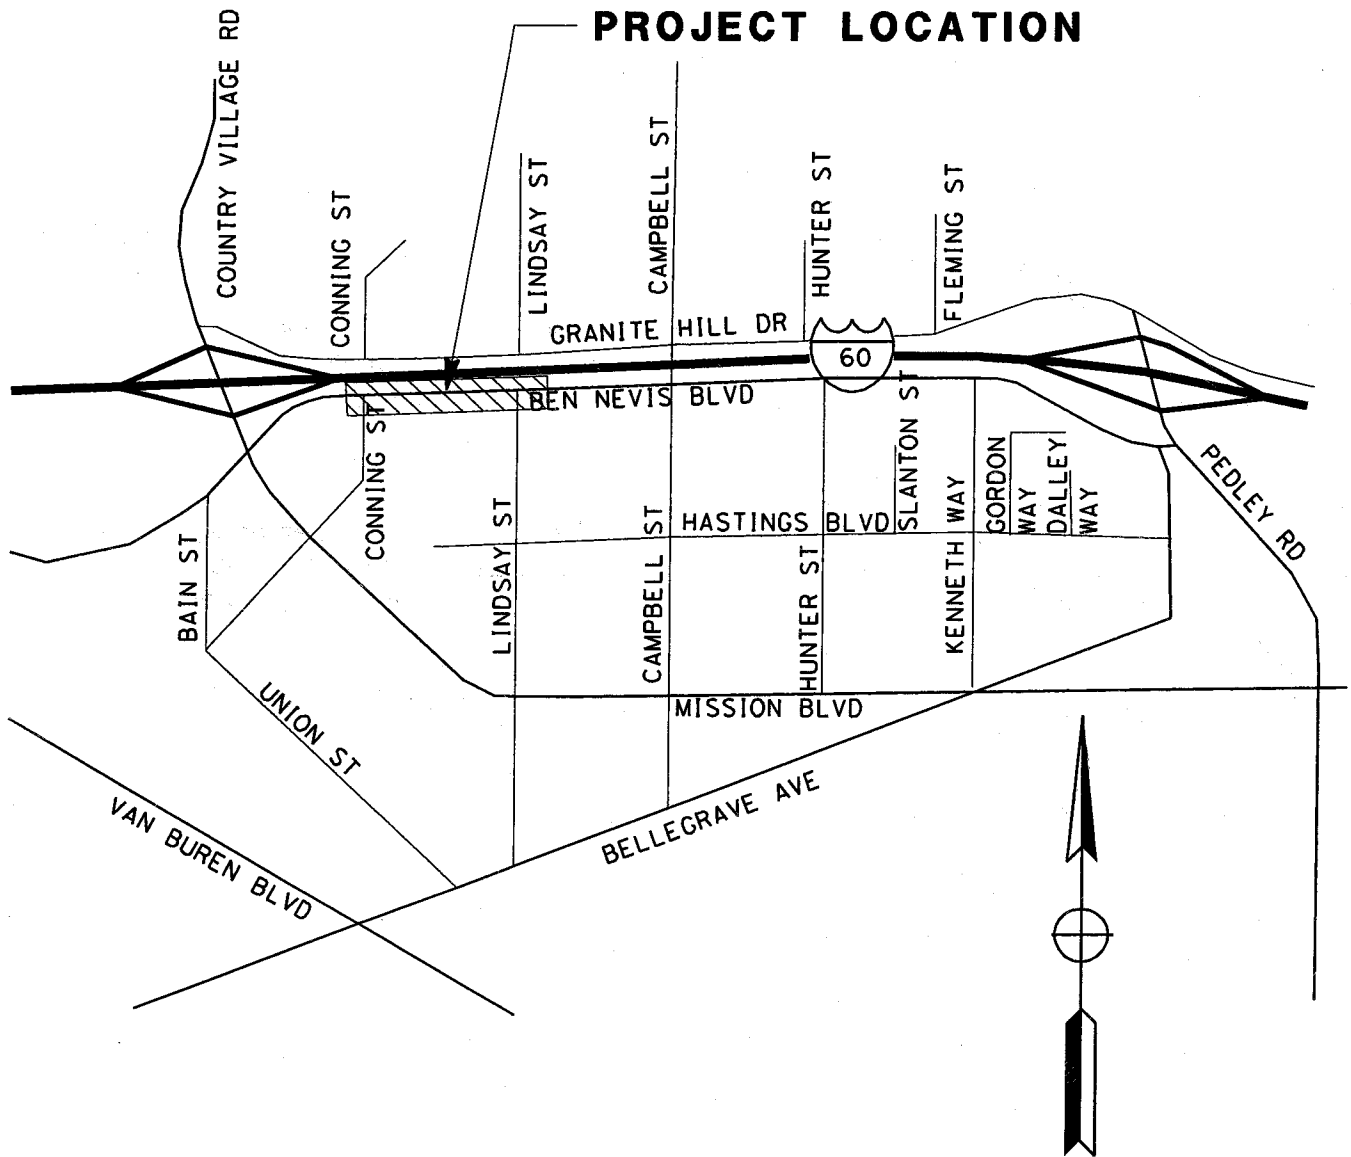 PROJECT LOCATION
COUNTRY VILLAGE RD
CONNING ST
LINDSAY ST
CAMPBELL ST
HUNTER ST
FLEMING ST
GRANITE HILL DR
60
BEN NEVIS BLVD
CONNING ST
SLANTON ST
PEDLEY RD
BAIN ST
LINDSAY ST
CAMPBELL ST
HASTINGS BLVD
HUNTER ST
KENNETH WAY
GORDON
WAY
DALLEY
WAY
UNION ST
MISSION BLVD
VAN BUREN BLVD
BELLEGRAVE AVE